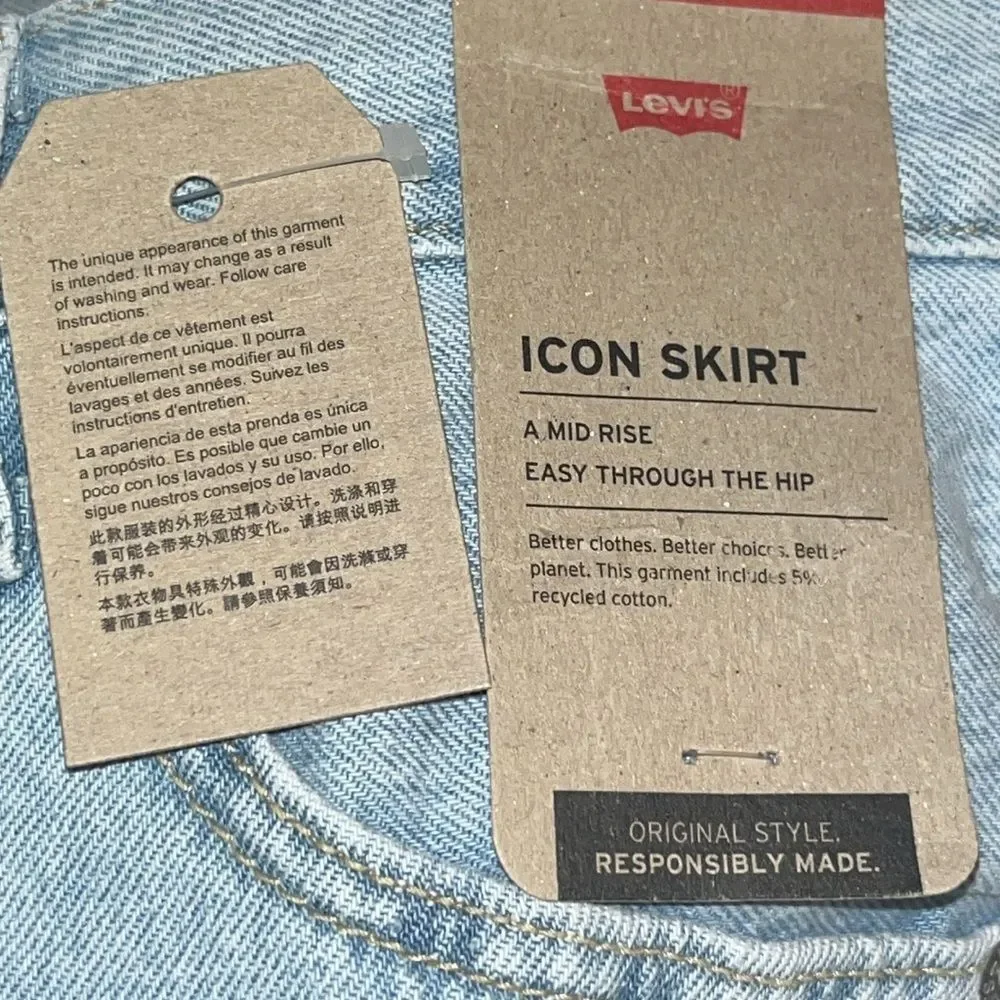 The unique appearance of this garment
is intended. It may change as a result
of washing and wear. Follow care
instructions.
L'aspect de ce vêtement est
volontairement unique. Il pourra
éventuellement se modifier au fil des
lavages et des années. Suivez les
instructions d'entretien.
La apariencia de esta prenda es única
a propósito. Es posible que cambie un
poco con los lavados y su uso. Por ello,
sigue nuestros consejos de lavado.
此款服装的外形经过精心设计。洗涤和穿
着可能会带来外观的变化。请按照说明进
行保养。
本款衣物具特殊外觀，可能會因洗滌或穿
著而產生變化。請參照保養須知。
Levi's®
ICON SKIRT
A MID RISE
EASY THROUGH THE HIP
Better clothes. Better choices. Better
planet. This garment includes 5%
recycled cotton.
ORIGINAL STYLE.
RESPONSIBLY MADE.